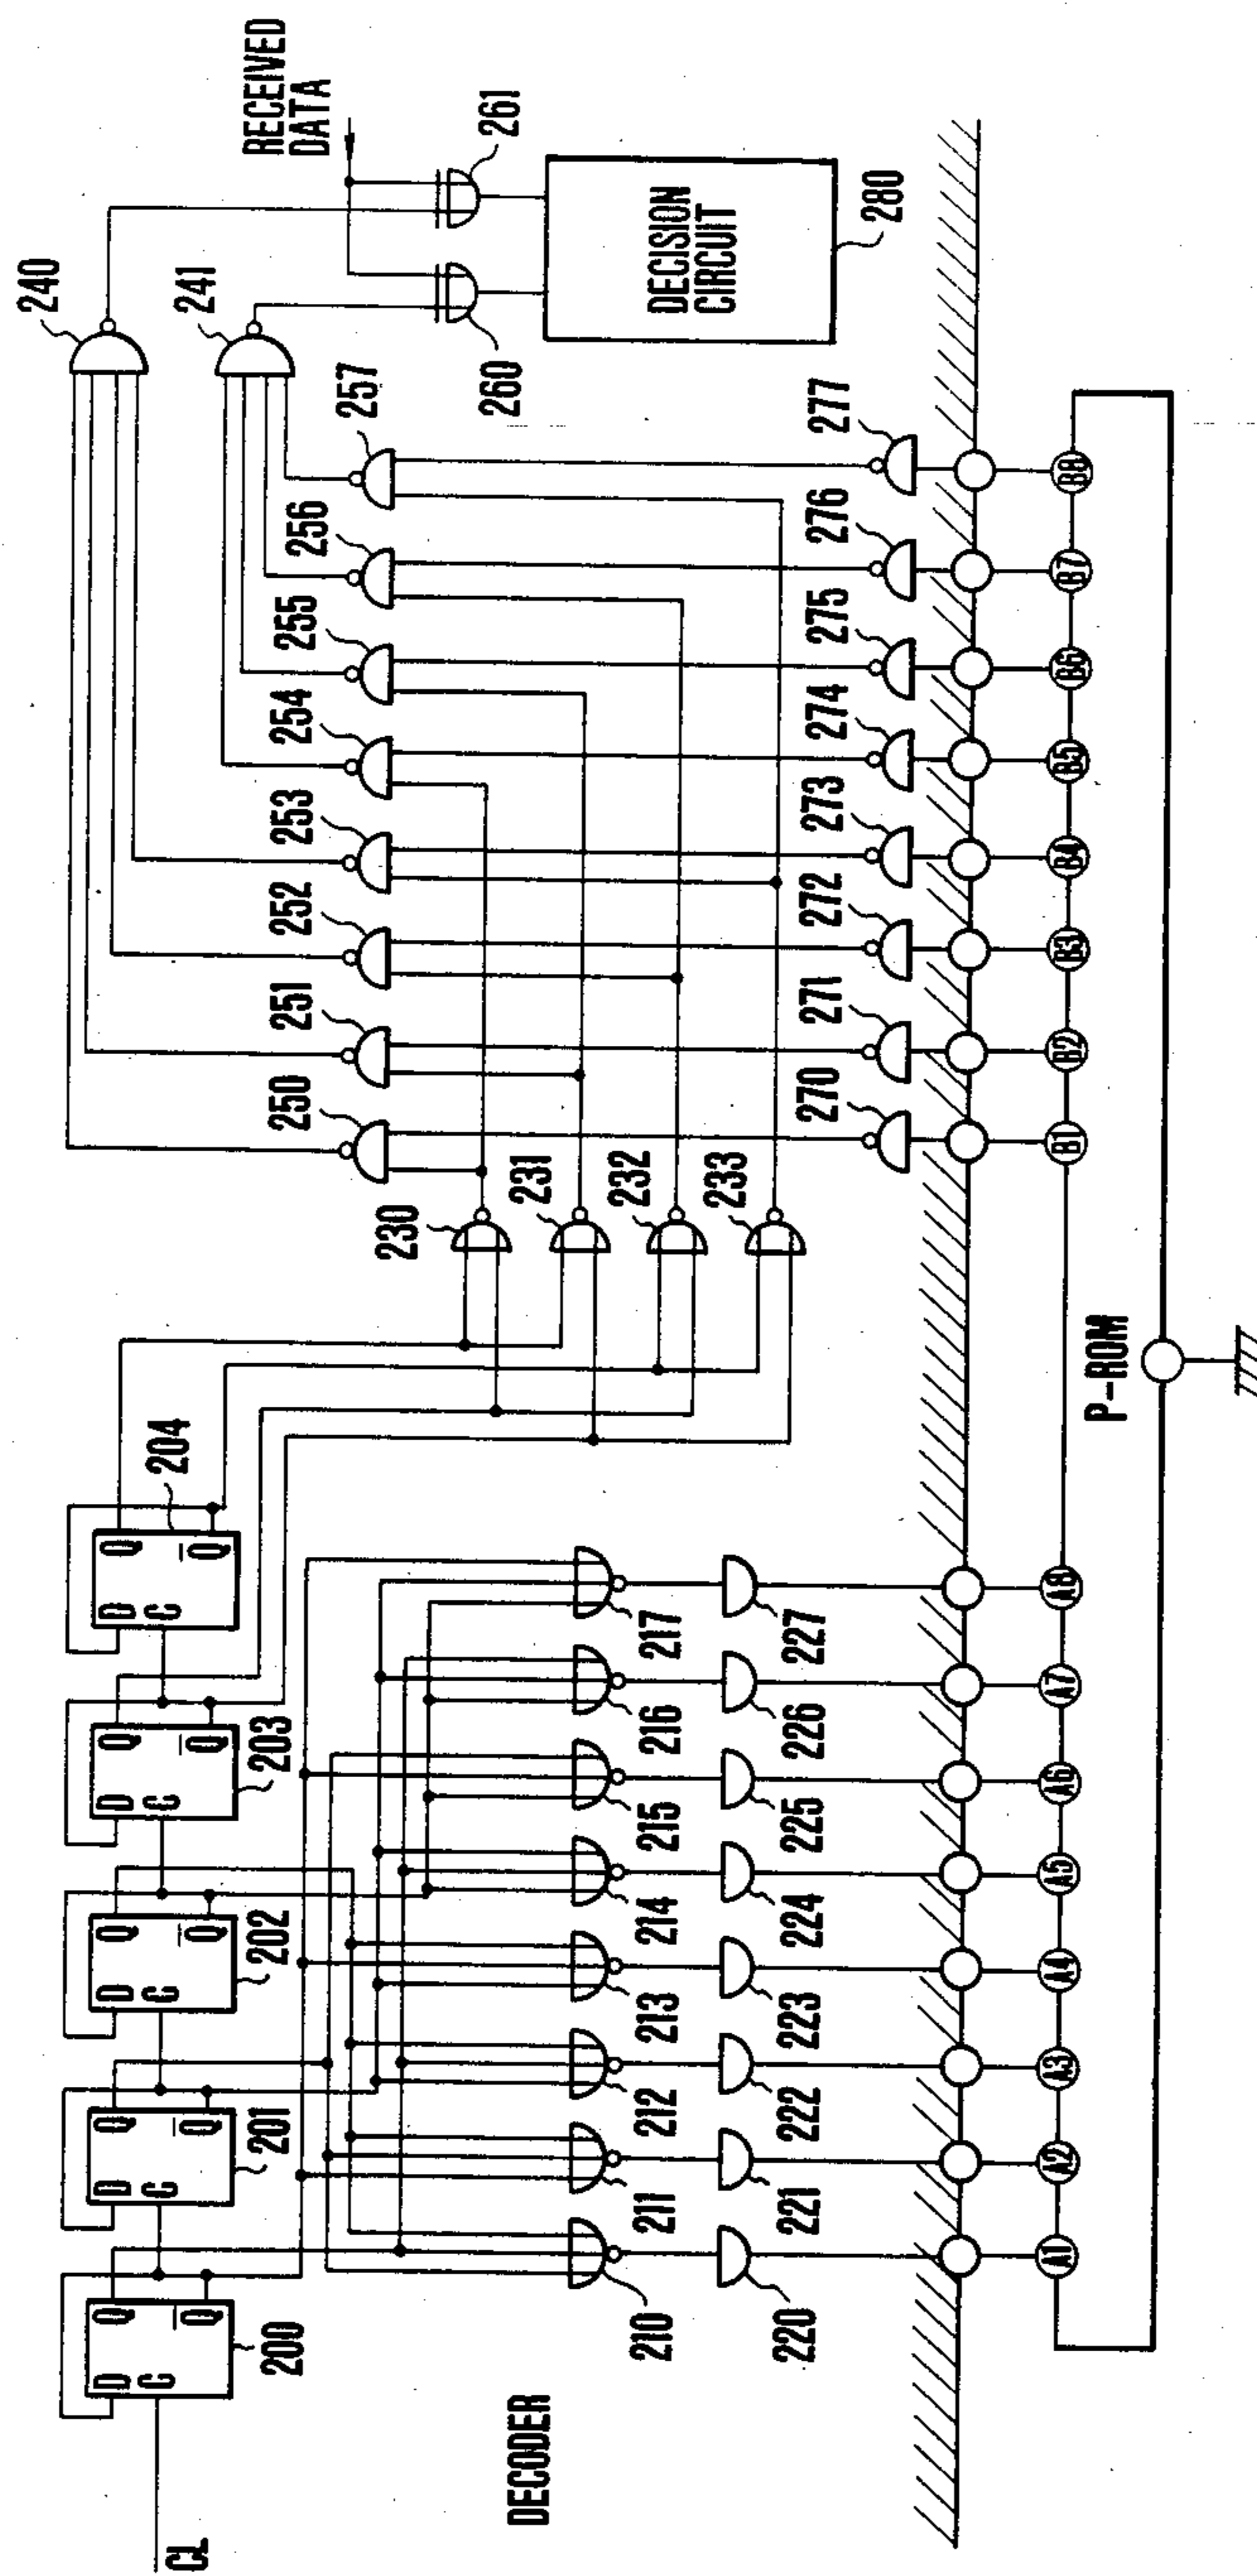 CL
DECODER
D
C
Q
Q̅
200
D
C
Q
Q̅
201
D
C
Q
Q̅
202
D
C
Q
Q̅
203
D
C
Q
Q̅
204
210
211
212
213
214
215
216
217
220
221
222
223
224
225
226
227
230
231
232
233
240
241
250
251
252
253
254
255
256
257
RECEIVED
DATA
260
261
DECISION
CIRCUIT
280
270
271
272
273
274
275
276
277
A1
A2
A3
A4
A5
A6
A7
A8
B1
B2
B3
B4
B5
B6
B7
B8
P-ROM